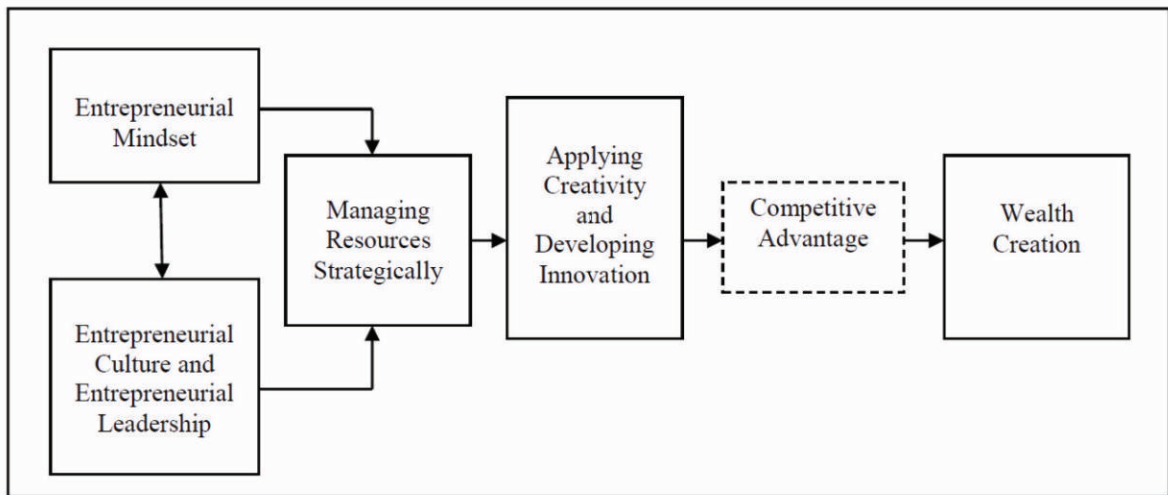 Entrepreneurial
Mindset
Entrepreneurial
Culture and
Entrepreneurial
Leadership
Managing
Resources
Strategically
Applying
Creativity
and
Developing
Innovation
Competitive
Advantage
Wealth
Creation